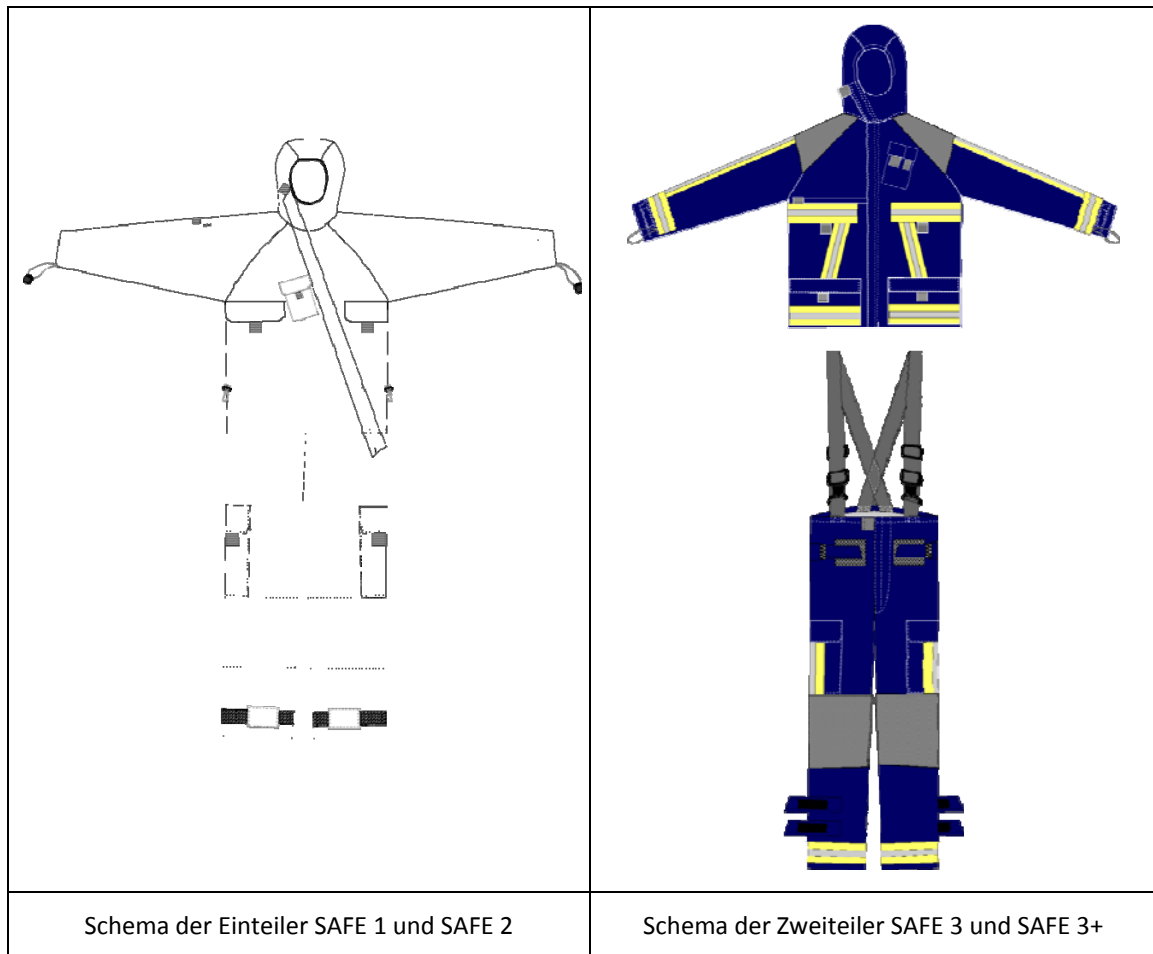 Schema der Einteiler SAFE 1 und SAFE 2
Schema der Zweiteiler SAFE 3 und SAFE 3+